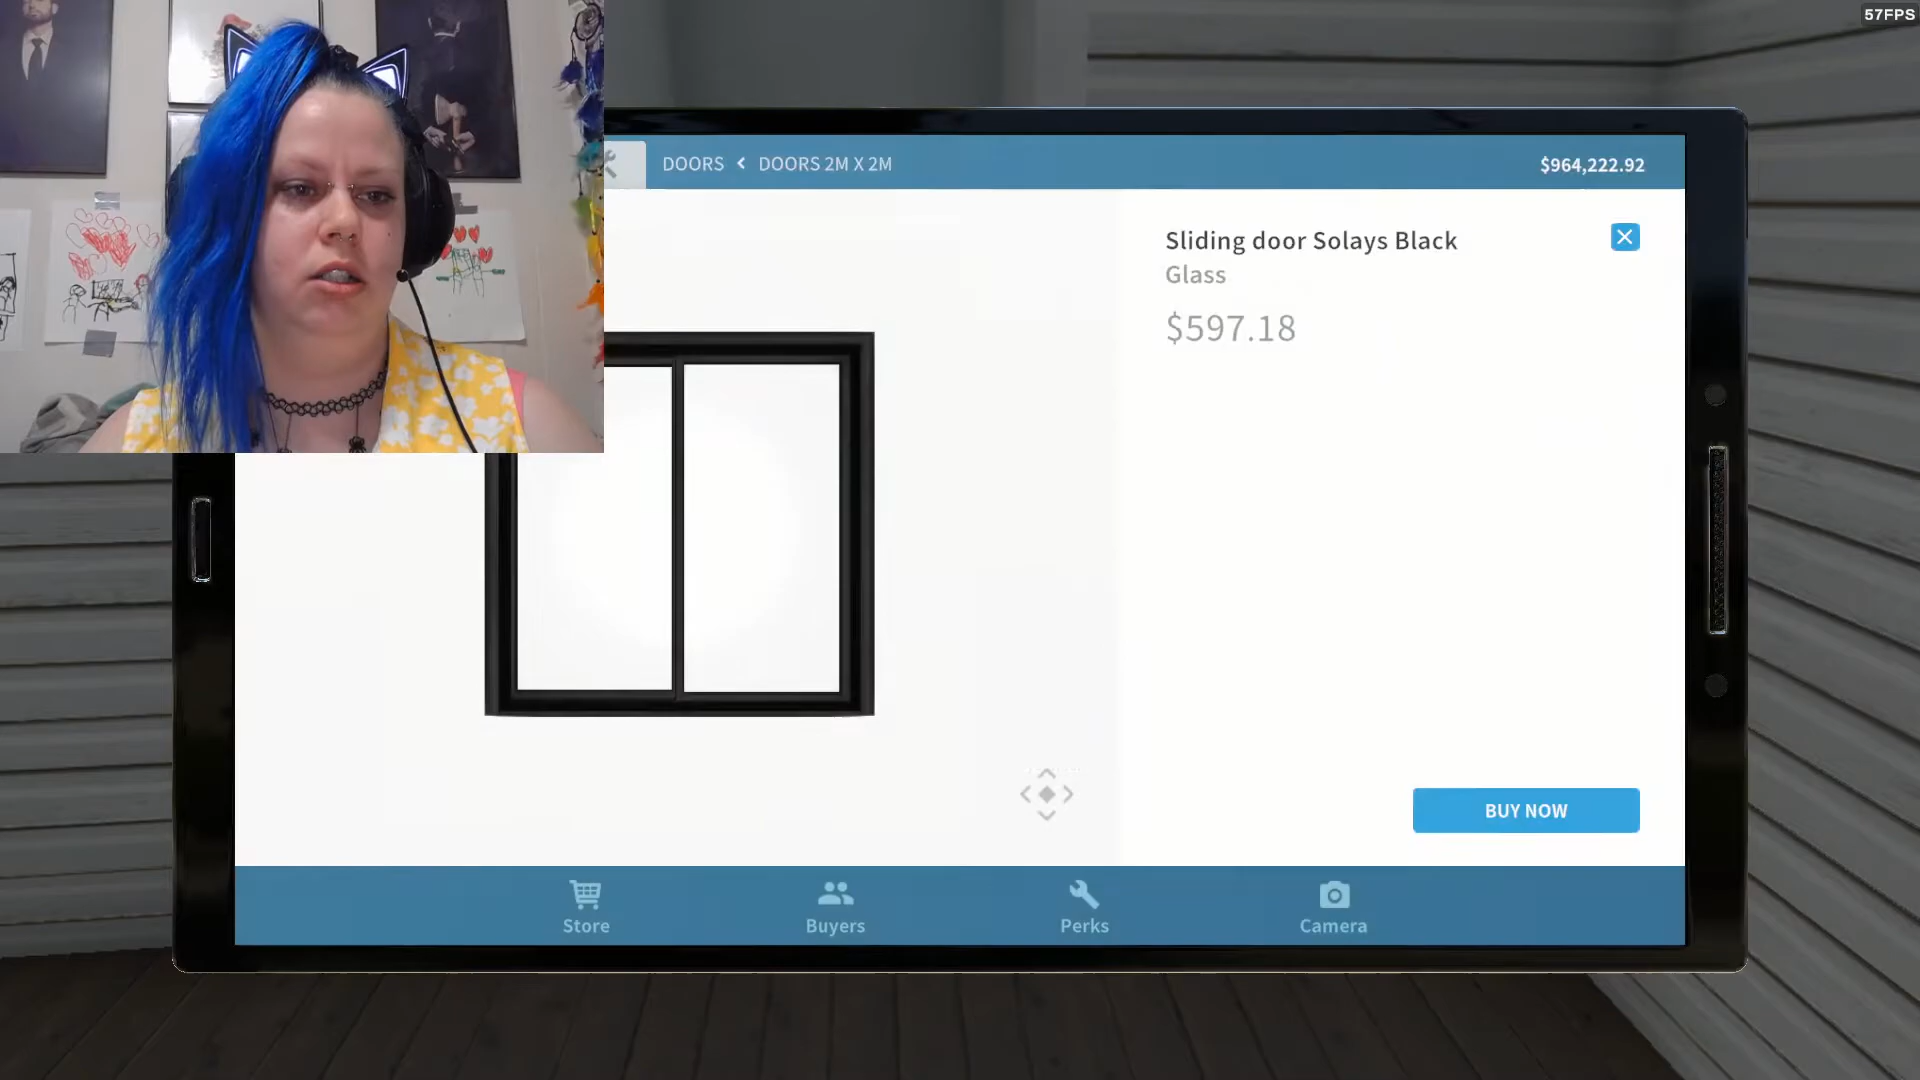 57FPS
DOORS < DOORS 2M X 2M
$964,222.92
Sliding door Solays Black
Glass
$597.18
BUY NOW
Store
Buyers
Perks
Camera